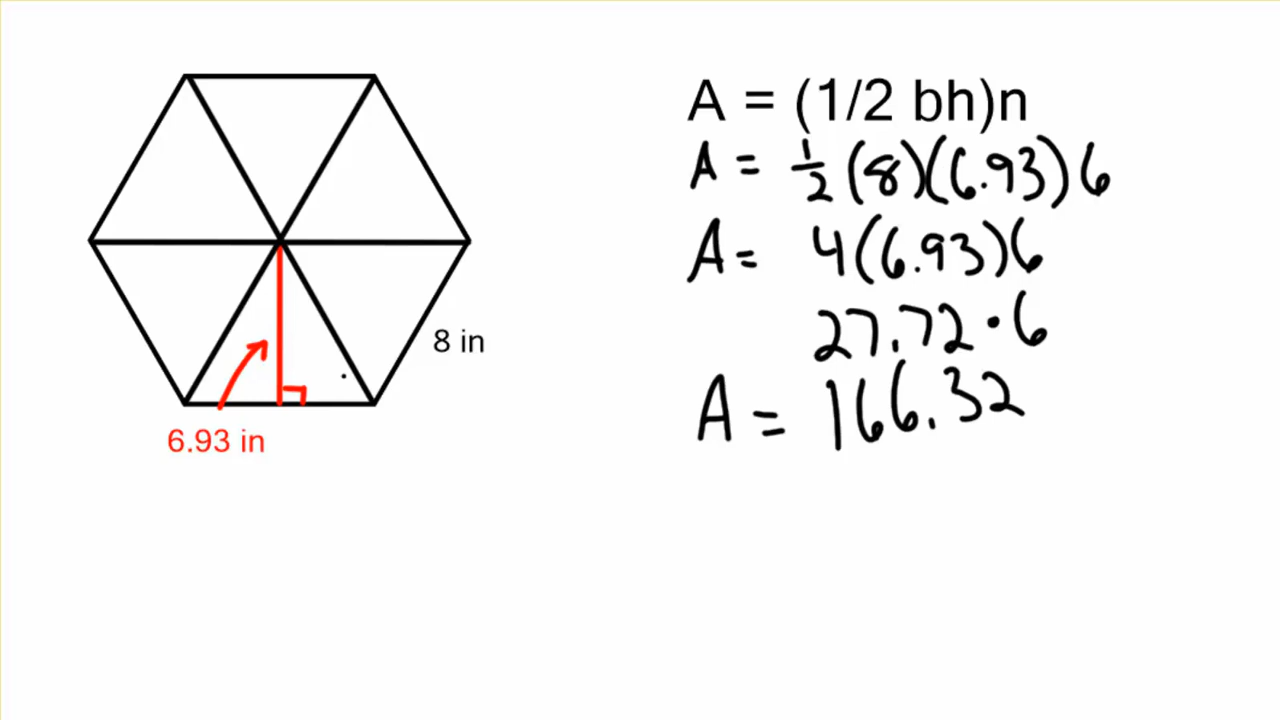 A = (1/2 bh)n
A = 1/2 (8)(6.93) 6
A = 4(6.93)6
27.72 • 6
8 in
A = 166.32
6.93 in